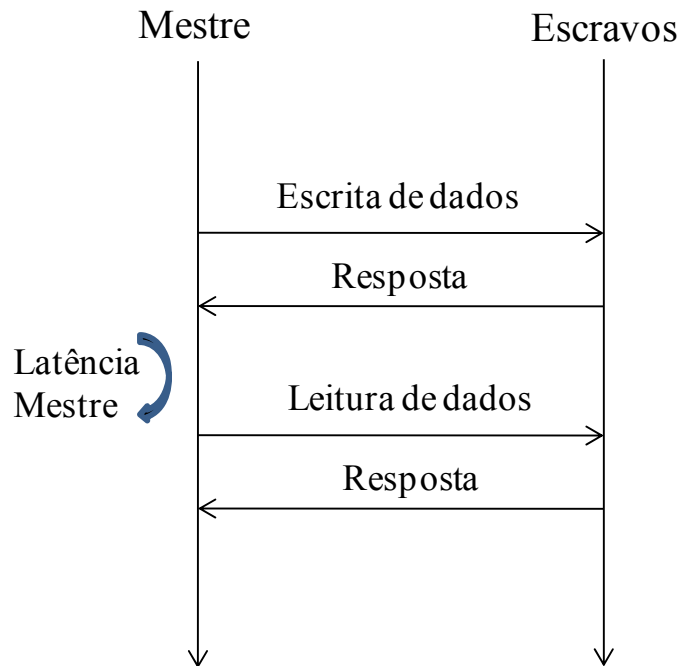 Mestre
Escravos
Escrita de dados
Resposta
Latência
Mestre
Leitura de dados
Resposta